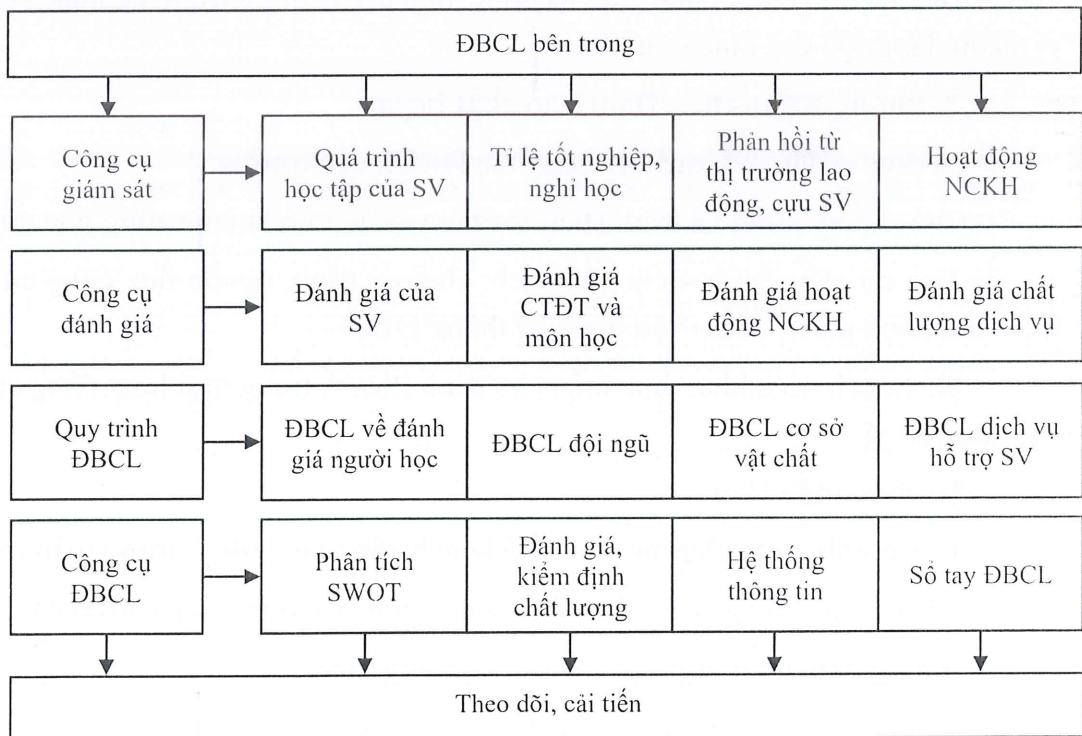 ĐBCL bên trong
Công cụ
giám sát
Quá trình
học tập của SV
Tỉ lệ tốt nghiệp,
nghỉ học
Phản hồi từ
thị trường lao
động, cựu SV
Hoạt động
NCKH
Công cụ
đánh giá
Đánh giá của
SV
Đánh giá
CTĐT và
môn học
Đánh giá hoạt
động NCKH
Đánh giá chất
lượng dịch vụ
Quy trình
ĐBCL
ĐBCL về đánh
giá người học
ĐBCL đội ngũ
ĐBCL cơ sở
vật chất
ĐBCL dịch vụ
hỗ trợ SV
Công cụ
ĐBCL
Phân tích
SWOT
Đánh giá,
kiểm định
chất lượng
Hệ thống
thông tin
Sổ tay ĐBCL
Theo dõi, cải tiến